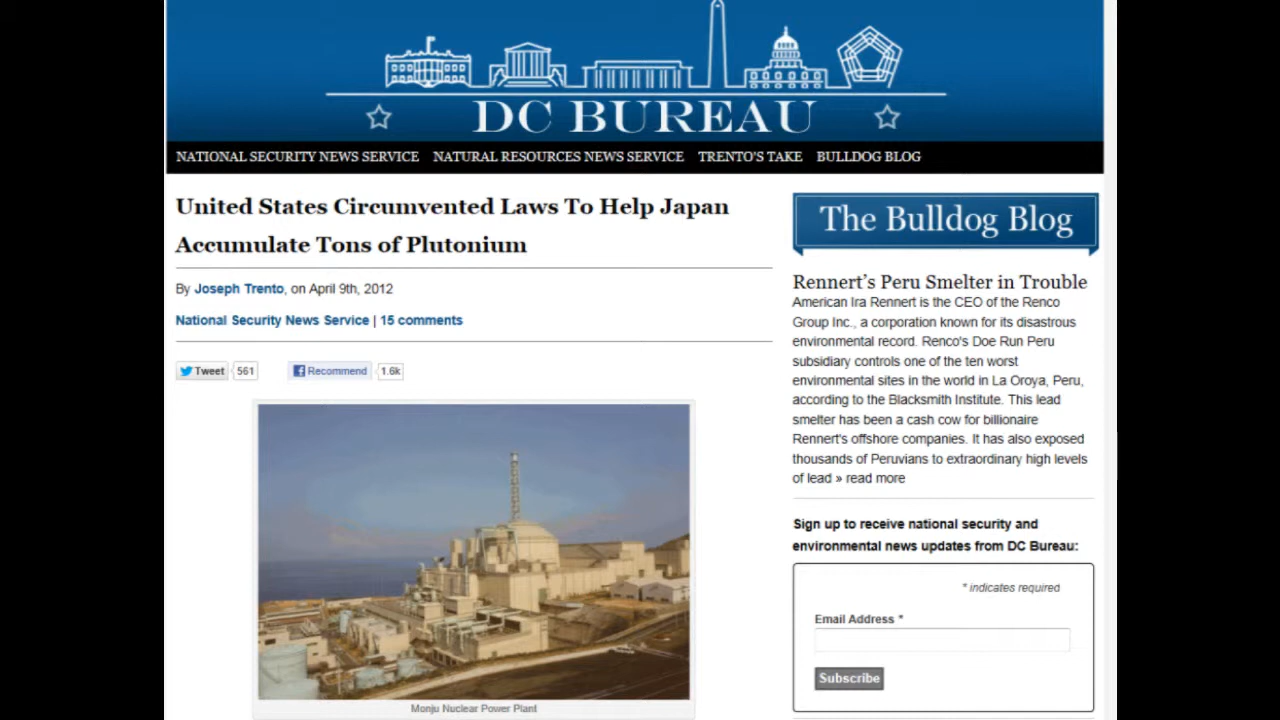 DC BUREAU
NATIONAL SECURITY NEWS SERVICE NATURAL RESOURCES NEWS SERVICE TRENTO'S TAKE BULLDOG BLOG
United States Circumvented Laws To Help Japan
Accumulate Tons of Plutonium
By Joseph Trento, on April 9th, 2012
National Security News Service | 15 comments
Tweet 561 Recommend 1.6k
Monju Nuclear Power Plant
The Bulldog Blog
Rennert's Peru Smelter in Trouble
American Ira Rennert is the CEO of the Renco
Group Inc., a corporation known for its disastrous
environmental record. Renco's Doe Run Peru
subsidiary controls one of the ten worst
environmental sites in the world in La Oroya, Peru,
according to the Blacksmith Institute. This lead
smelter has been a cash cow for billionaire
Rennert's offshore companies. It has also exposed
thousands of Peruvians to extraordinary high levels
of lead » read more
Sign up to receive national security and
environmental news updates from DC Bureau:
* indicates required
Email Address *
Subscribe